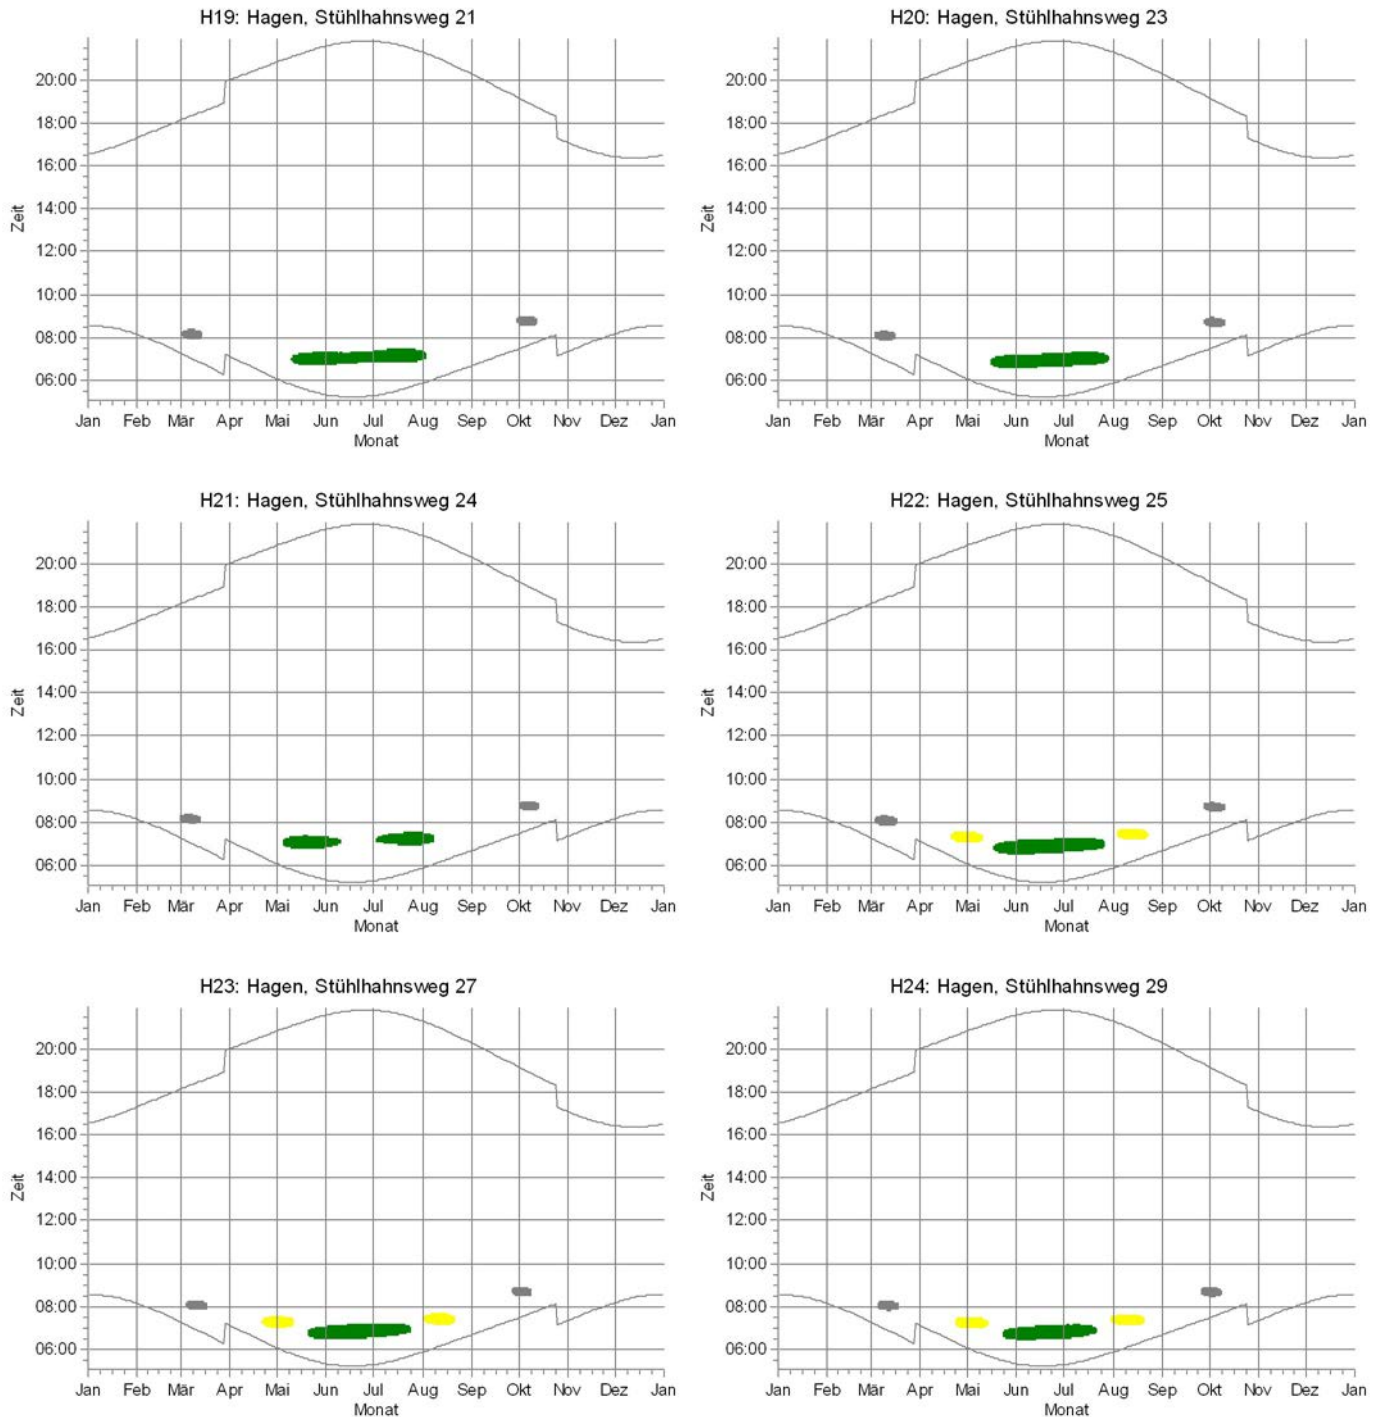 H19: Hagen, Stühlhahnsweg 21
20:00
18:00
16:00
14:00
12:00
10:00
08:00
06:00
Zeit
Jan Feb Mär Apr Mai Jun Jul Aug Sep Okt Nov Dez Jan
Monat
H20: Hagen, Stühlhahnsweg 23
20:00
18:00
16:00
14:00
12:00
10:00
08:00
06:00
Zeit
Jan Feb Mär Apr Mai Jun Jul Aug Sep Okt Nov Dez Jan
Monat
H21: Hagen, Stühlhahnsweg 24
20:00
18:00
16:00
14:00
12:00
10:00
08:00
06:00
Zeit
Jan Feb Mär Apr Mai Jun Jul Aug Sep Okt Nov Dez Jan
Monat
H22: Hagen, Stühlhahnsweg 25
20:00
18:00
16:00
14:00
12:00
10:00
08:00
06:00
Zeit
Jan Feb Mär Apr Mai Jun Jul Aug Sep Okt Nov Dez Jan
Monat
H23: Hagen, Stühlhahnsweg 27
20:00
18:00
16:00
14:00
12:00
10:00
08:00
06:00
Zeit
Jan Feb Mär Apr Mai Jun Jul Aug Sep Okt Nov Dez Jan
Monat
H24: Hagen, Stühlhahnsweg 29
20:00
18:00
16:00
14:00
12:00
10:00
08:00
06:00
Zeit
Jan Feb Mär Apr Mai Jun Jul Aug Sep Okt Nov Dez Jan
Monat